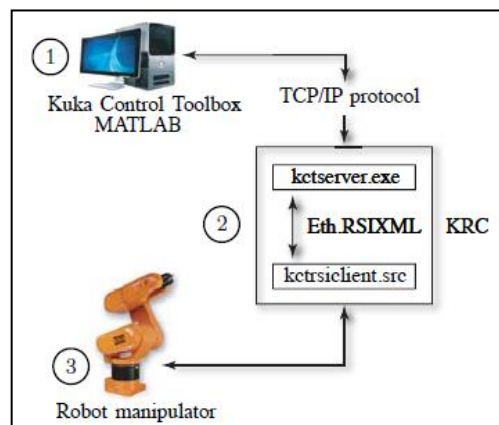 1
Kuka Control Toolbox
MATLAB
TCP/IP protocol
kctserver.exe
2
Eth.RSIXML
KRC
kctrsiclient.src
3
Robot manipulator